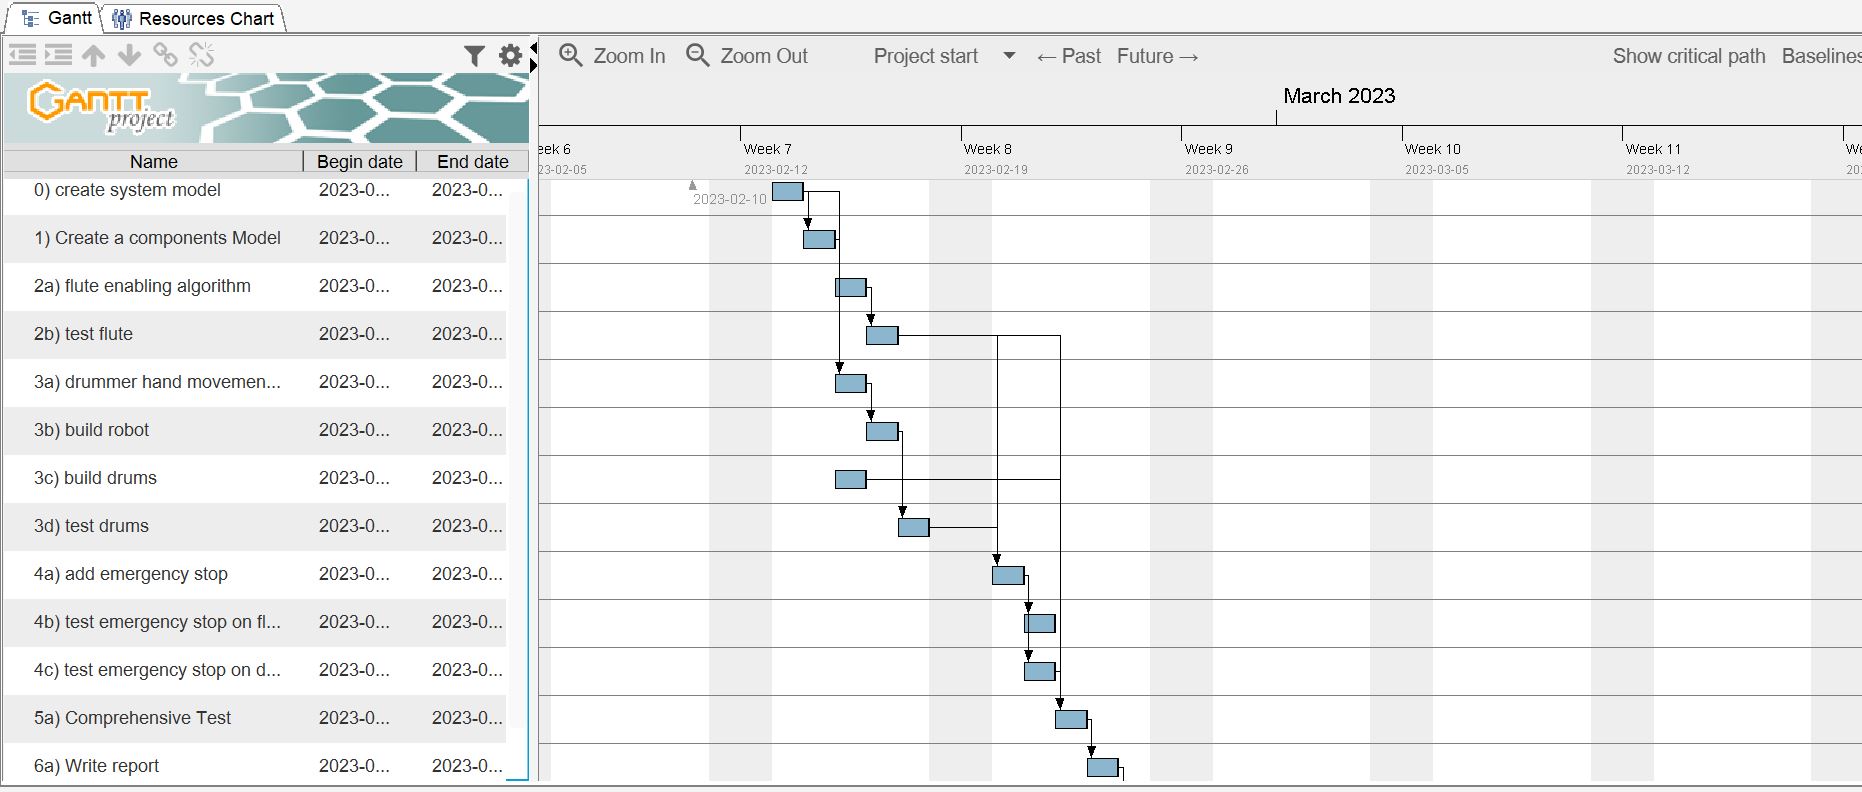 Gantt
Resources Chart
Zoom In
Zoom Out
Project start
← Past
Future →
Show critical path
Baselines
GANTT
project
March 2023
Name
Begin date
End date
eek 6
Week 7
Week 8
Week 9
Week 10
Week 11
We
23-02-05
2023-02-12
2023-02-19
2023-02-26
2023-03-05
2023-03-12
20
2023-02-10
0) create system model 2023-0... 2023-0...
1) Create a components Model 2023-0... 2023-0...
2a) flute enabling algorithm 2023-0... 2023-0...
2b) test flute 2023-0... 2023-0...
3a) drummer hand movemen... 2023-0... 2023-0...
3b) build robot 2023-0... 2023-0...
3c) build drums 2023-0... 2023-0...
3d) test drums 2023-0... 2023-0...
4a) add emergency stop 2023-0... 2023-0...
4b) test emergency stop on fl... 2023-0... 2023-0...
4c) test emergency stop on d... 2023-0... 2023-0...
5a) Comprehensive Test 2023-0... 2023-0...
6a) Write report 2023-0... 2023-0...